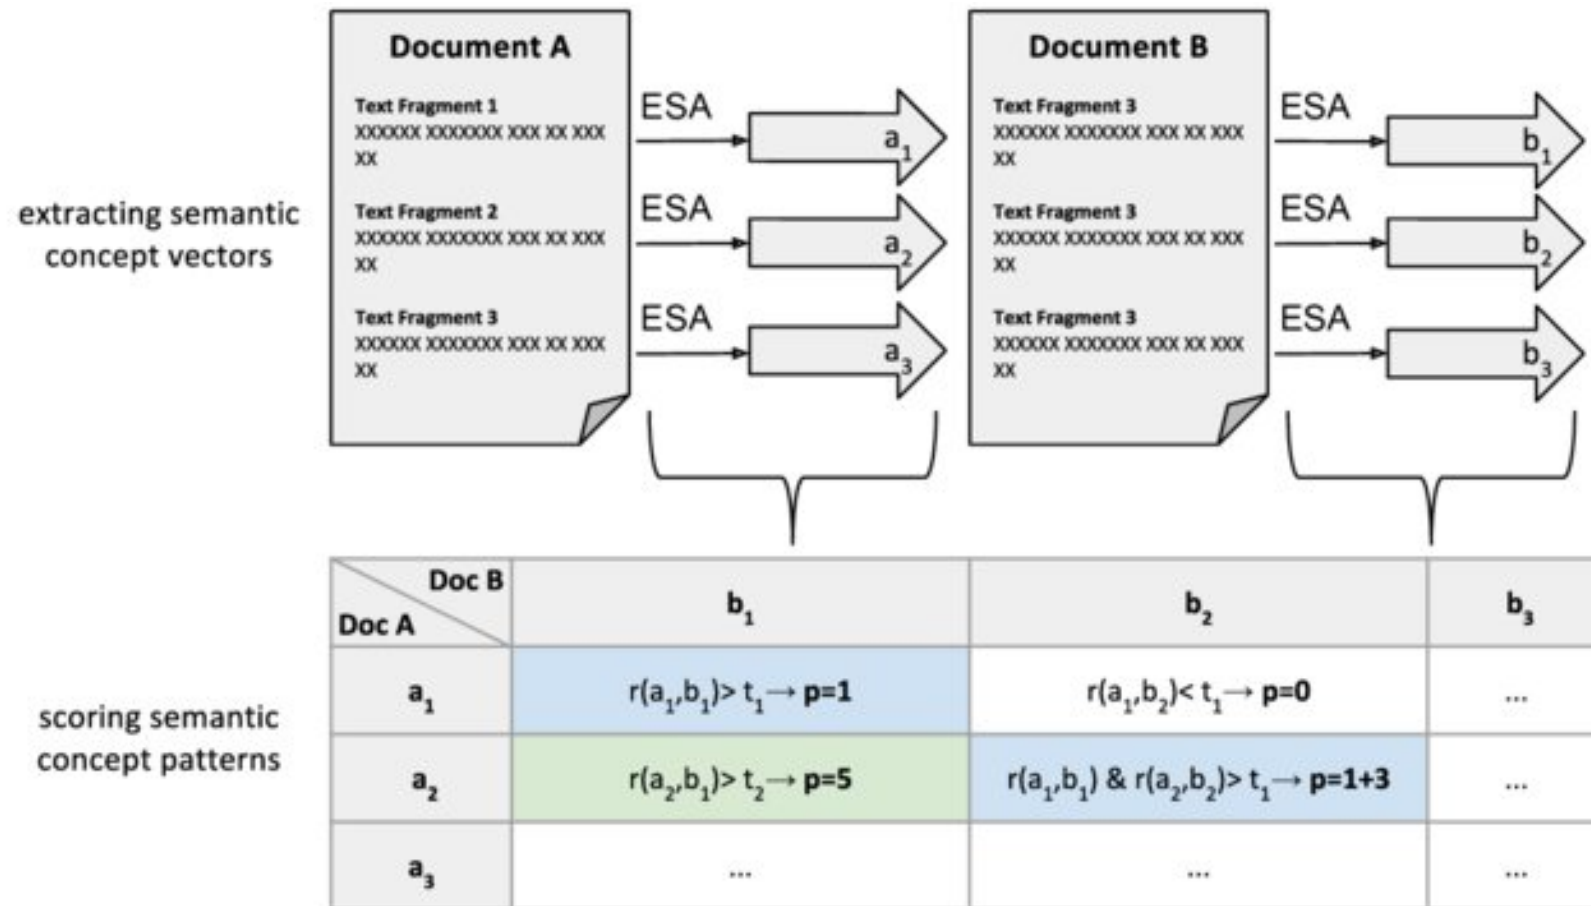 Document A
Text Fragment 1
XXXXXX XXXXXXX XXX XX XXX
XX
Text Fragment 2
XXXXXX XXXXXXX XXX XX XXX
XX
Text Fragment 3
XXXXXX XXXXXXX XXX XX XXX
XX
ESA
a₁
ESA
a₂
ESA
a₃
Document B
Text Fragment 3
XXXXXX XXXXXXX XXX XX XXX
XX
Text Fragment 3
XXXXXX XXXXXXX XXX XX XXX
XX
Text Fragment 3
XXXXXX XXXXXXX XXX XX XXX
XX
ESA
b₁
ESA
b₂
ESA
b₃
extracting semantic
concept vectors
Doc B
Doc A
b₁ b₂ b₃
a₁ r(a₁,b₁)> t₁→ p=1 r(a₁,b₂)< t₁→ p=0 ...
a₂ r(a₂,b₁)> t₂→ p=5 r(a₁,b₁) & r(a₂,b₂)> t₁→ p=1+3 ...
a₃ ... ... ...
scoring semantic
concept patterns